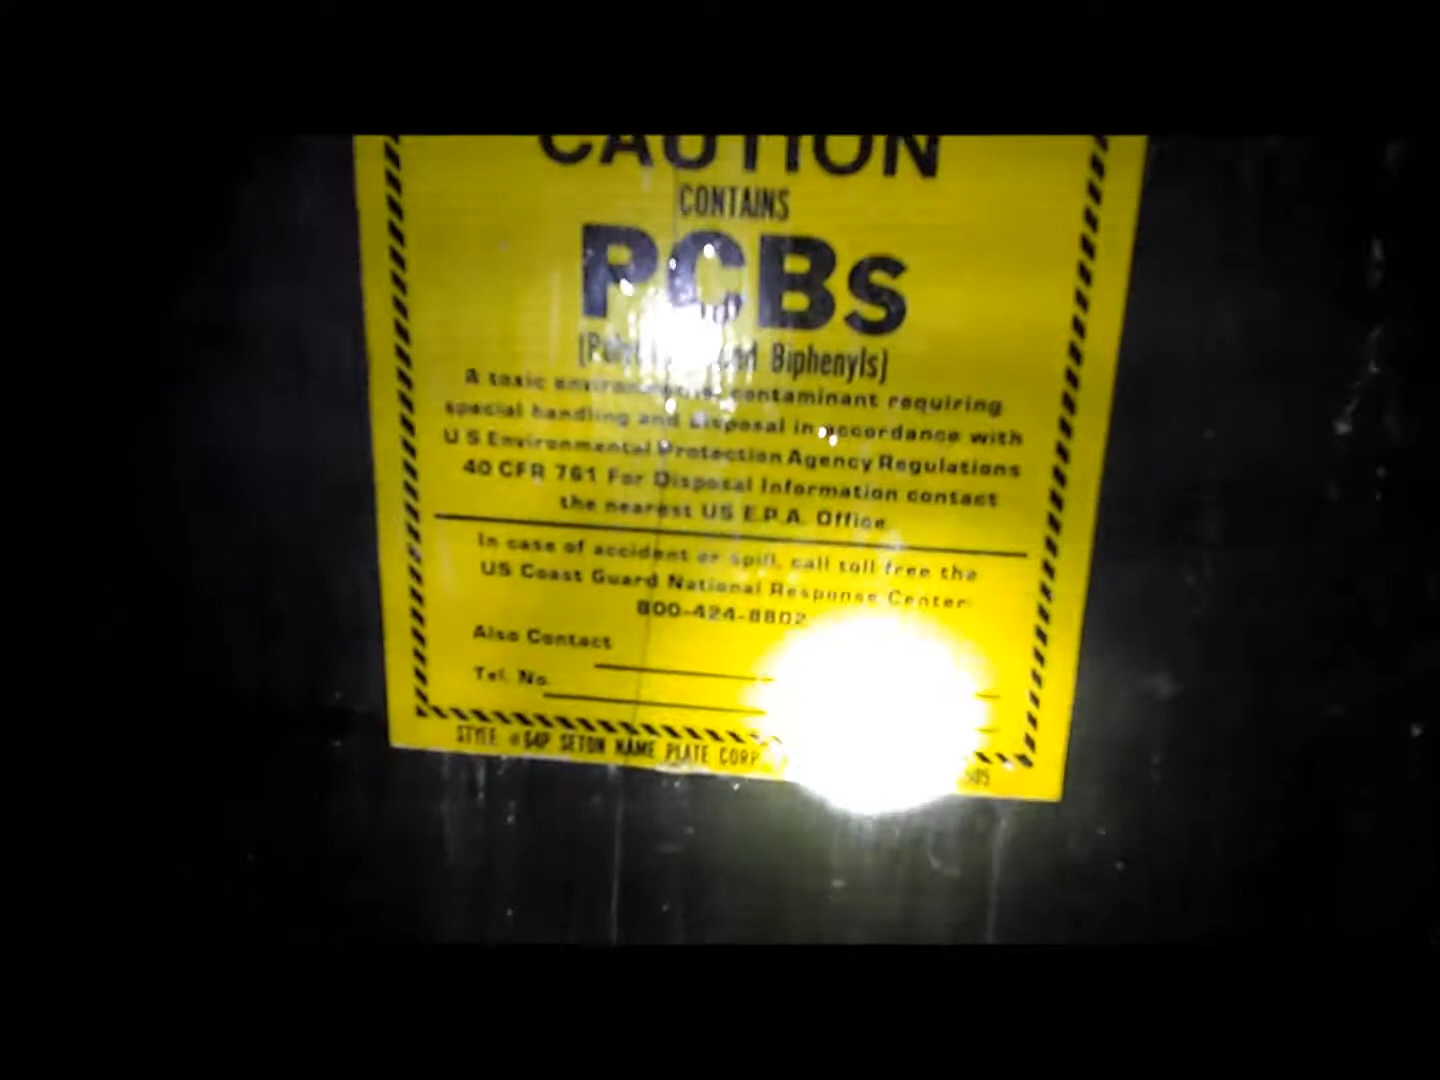 CAUTION
CONTAINS
PCBs
Biphenyls)
A toxic environmental contaminant requiring
special handling and disposal in accordance with
U S Environmental Protection Agency Regulations
40 CFR 761 For Disposal Information contact
the nearest US E.P.A. Office
In case of accident or spill, call toll free the
US Coast Guard National Response Center:
800-424-8802
Also Contact
Tel. No.
STYLE #64P SETON NAME PLATE CORP